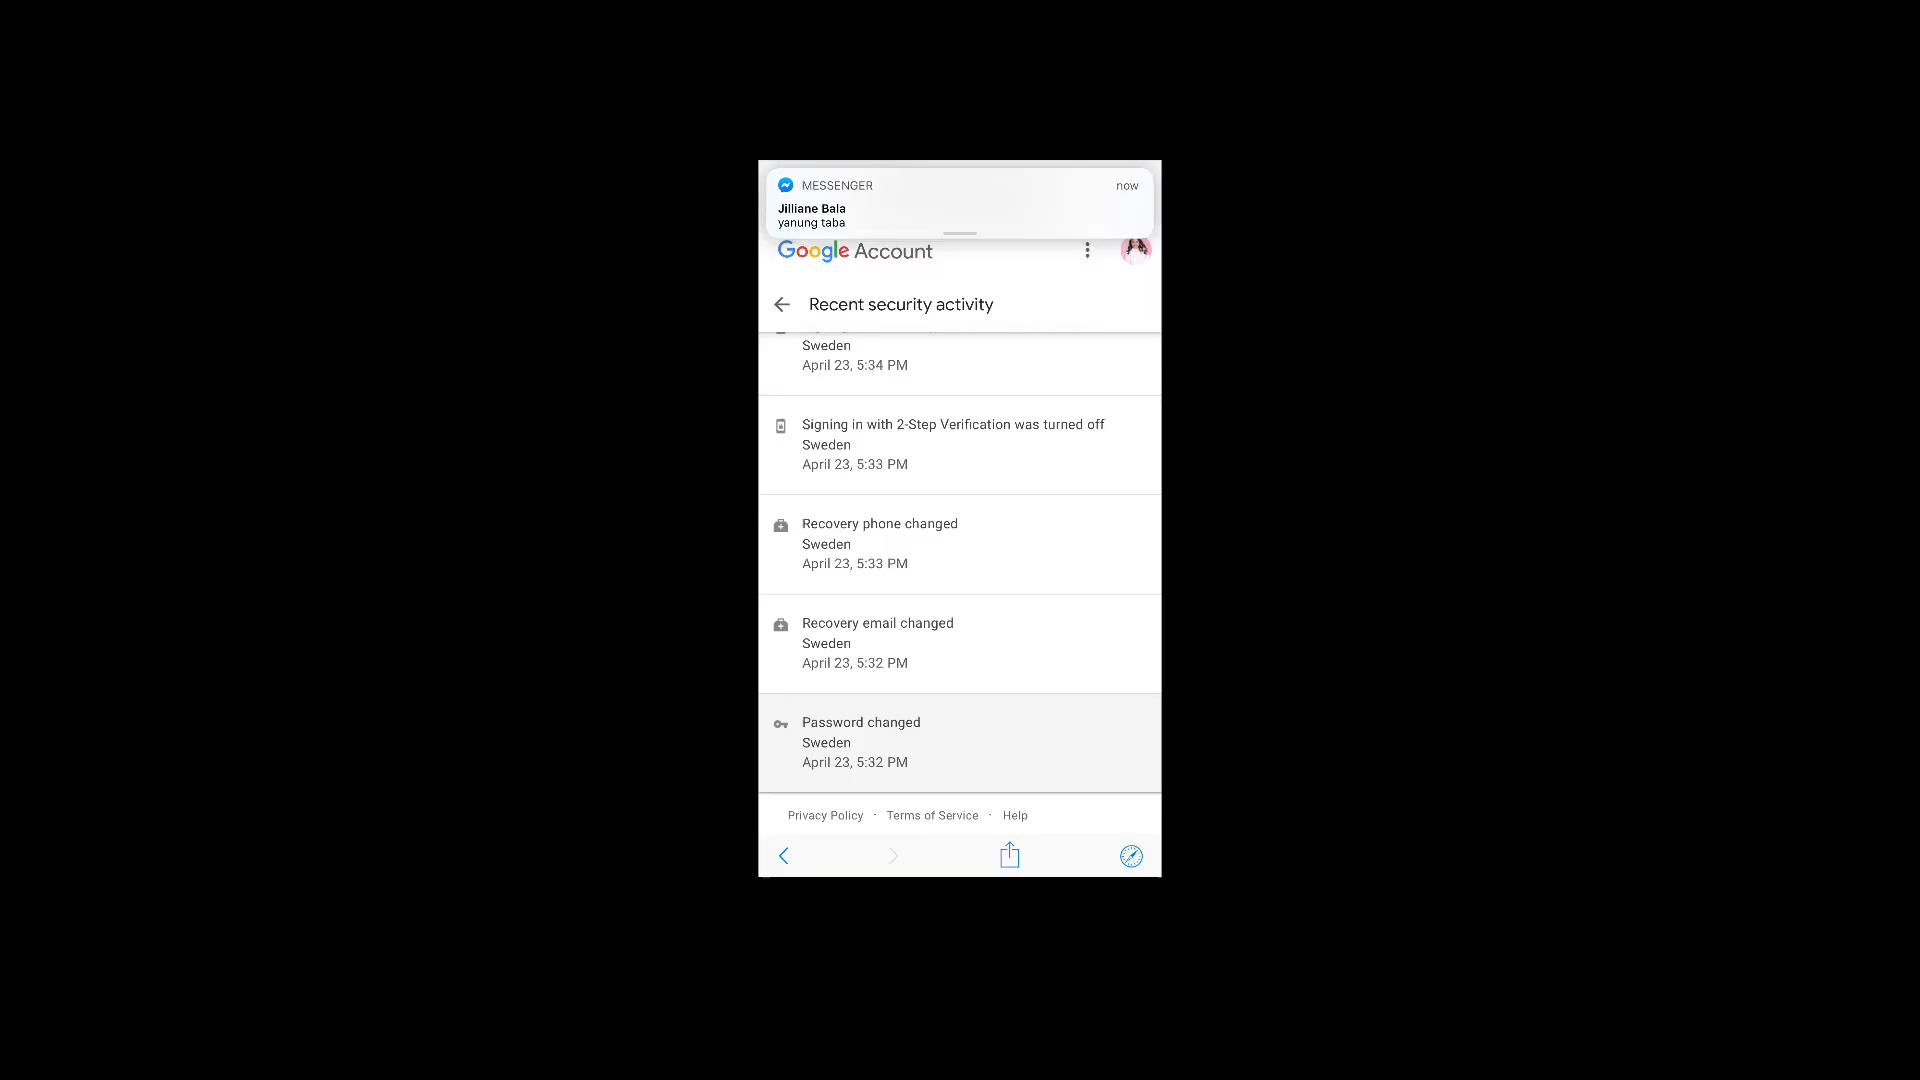 MESSENGER now
Jilliane Bala
yanung taba
Google Account
Recent security activity
Sweden
April 23, 5:34 PM
Signing in with 2-Step Verification was turned off
Sweden
April 23, 5:33 PM
Recovery phone changed
Sweden
April 23, 5:33 PM
Recovery email changed
Sweden
April 23, 5:32 PM
Password changed
Sweden
April 23, 5:32 PM
Privacy Policy · Terms of Service · Help